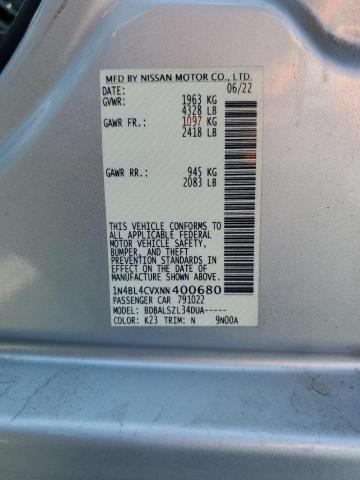 MFD BY NISSAN MOTOR CO., LTD.
DATE: 06/22
GVWR: 1963 KG
4328 LB
GAWR FR.: 1097 KG
2418 LB
GAWR RR.: 945 KG
2083 LB
THIS VEHICLE CONFORMS TO ALL
APPLICABLE FEDERAL MOTOR VEHICLE SAFETY,
BUMPER, AND THEFT
PREVENTION STANDARDS IN
EFFECT ON THE DATE OF
MANUFACTURE SHOWN ABOVE.
1N4BL4CVXNN400680
PASSENGER CAR 791022
MODEL: BDBALSZL34DUA-----
COLOR: K23 TRIM: N 9N00A